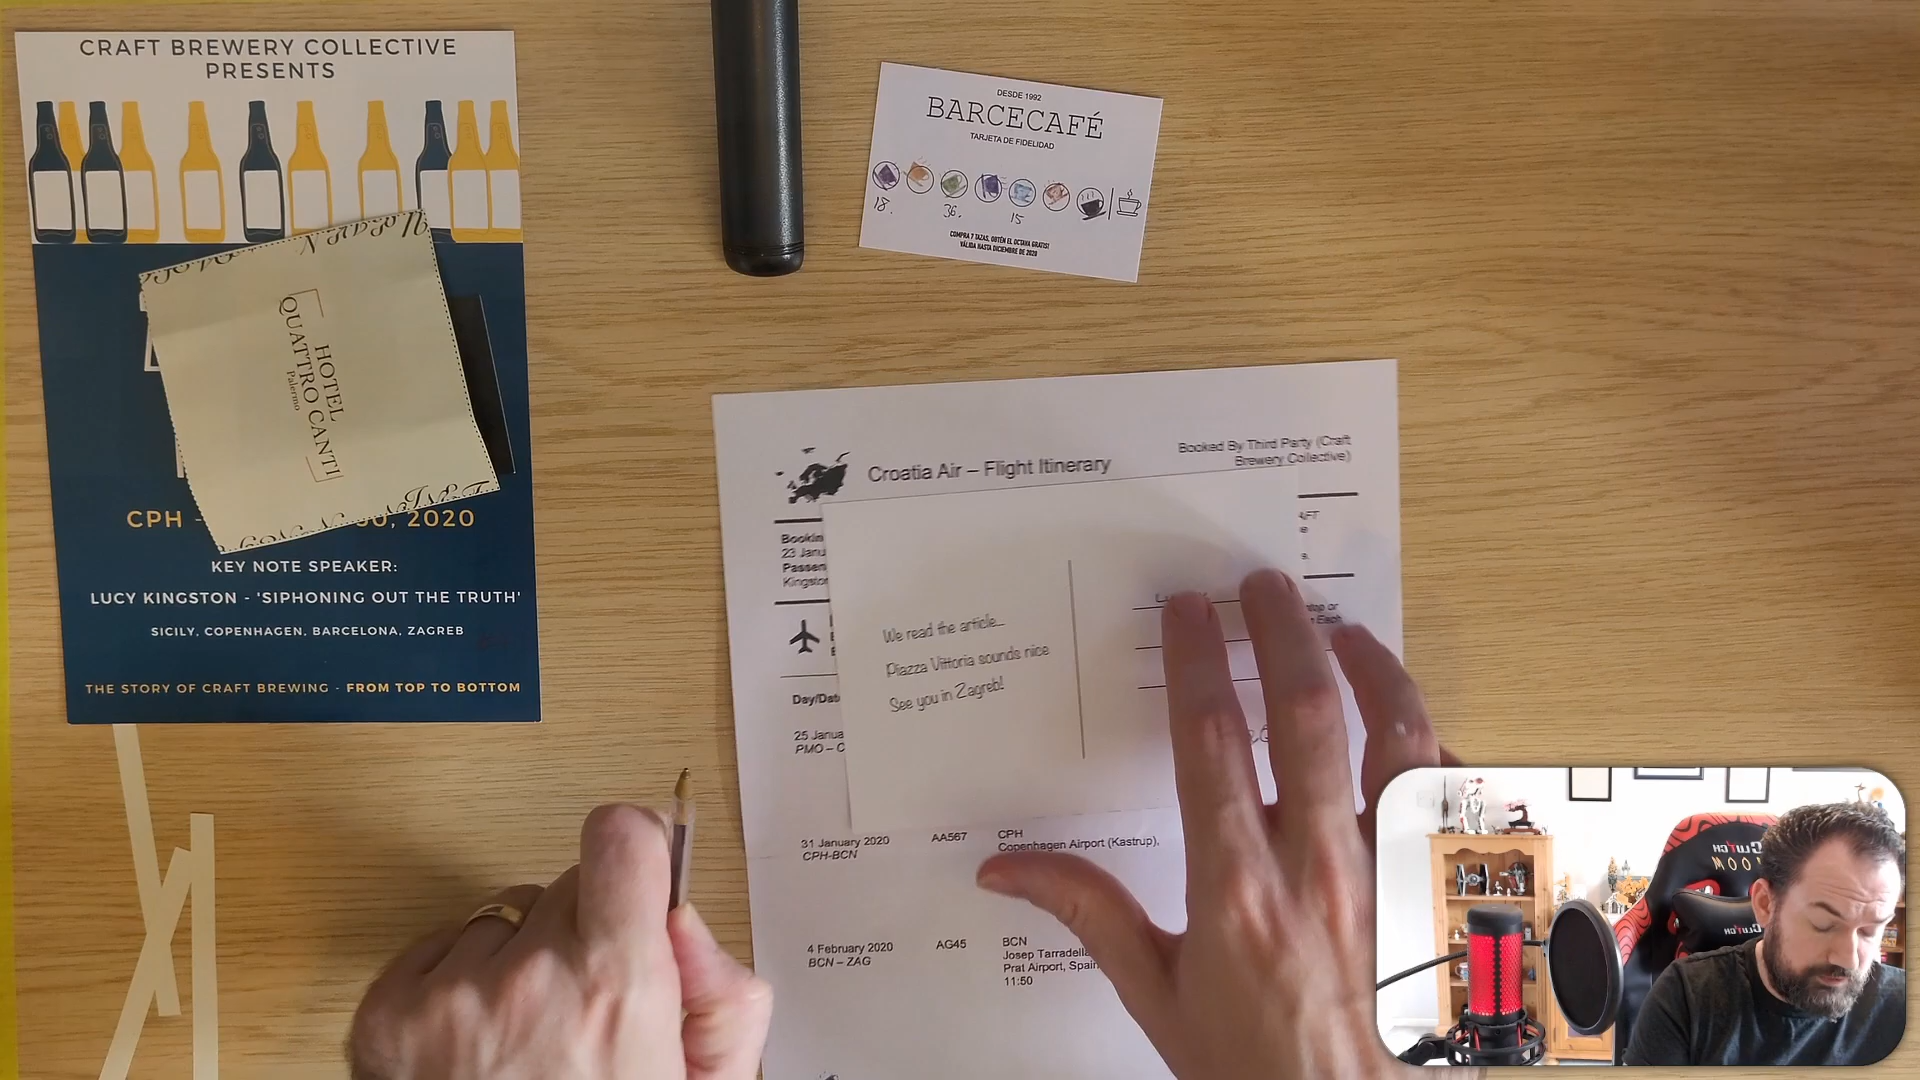 CRAFT BREWERY COLLECTIVE
PRESENTS
HOTEL
QUATTRO CANTI
Palermo
CPH -
30, 2020
KEY NOTE SPEAKER:
LUCY KINGSTON - 'SIPHONING OUT THE TRUTH'
SICILY, COPENHAGEN, BARCELONA, ZAGREB
THE STORY OF CRAFT BREWING - FROM TOP TO BOTTOM
DESDE 1992
BARCECAFÉ
TARJETA DE FIDELIDAD
18. 36. 15
COMPRA 7 TAZAS, OBTÉN EL OCTAVA GRATIS!
VÁLIDA HASTA DICIEMBRE DE 2020
Croatia Air – Flight Itinerary
Booked By Third Party (Craft
Brewery Collective)
23
Day/Date
25
PMO –
We read the article...
Piazza Vittoria sounds nice
See you in Zagreb!
31 January 2020 AA567 CPH
CPH-BCN Copenhagen Airport (Kastrup),
4 February 2020 AG45 BCN
BCN – ZAG Josep
Prat Airport, Spain
11:50